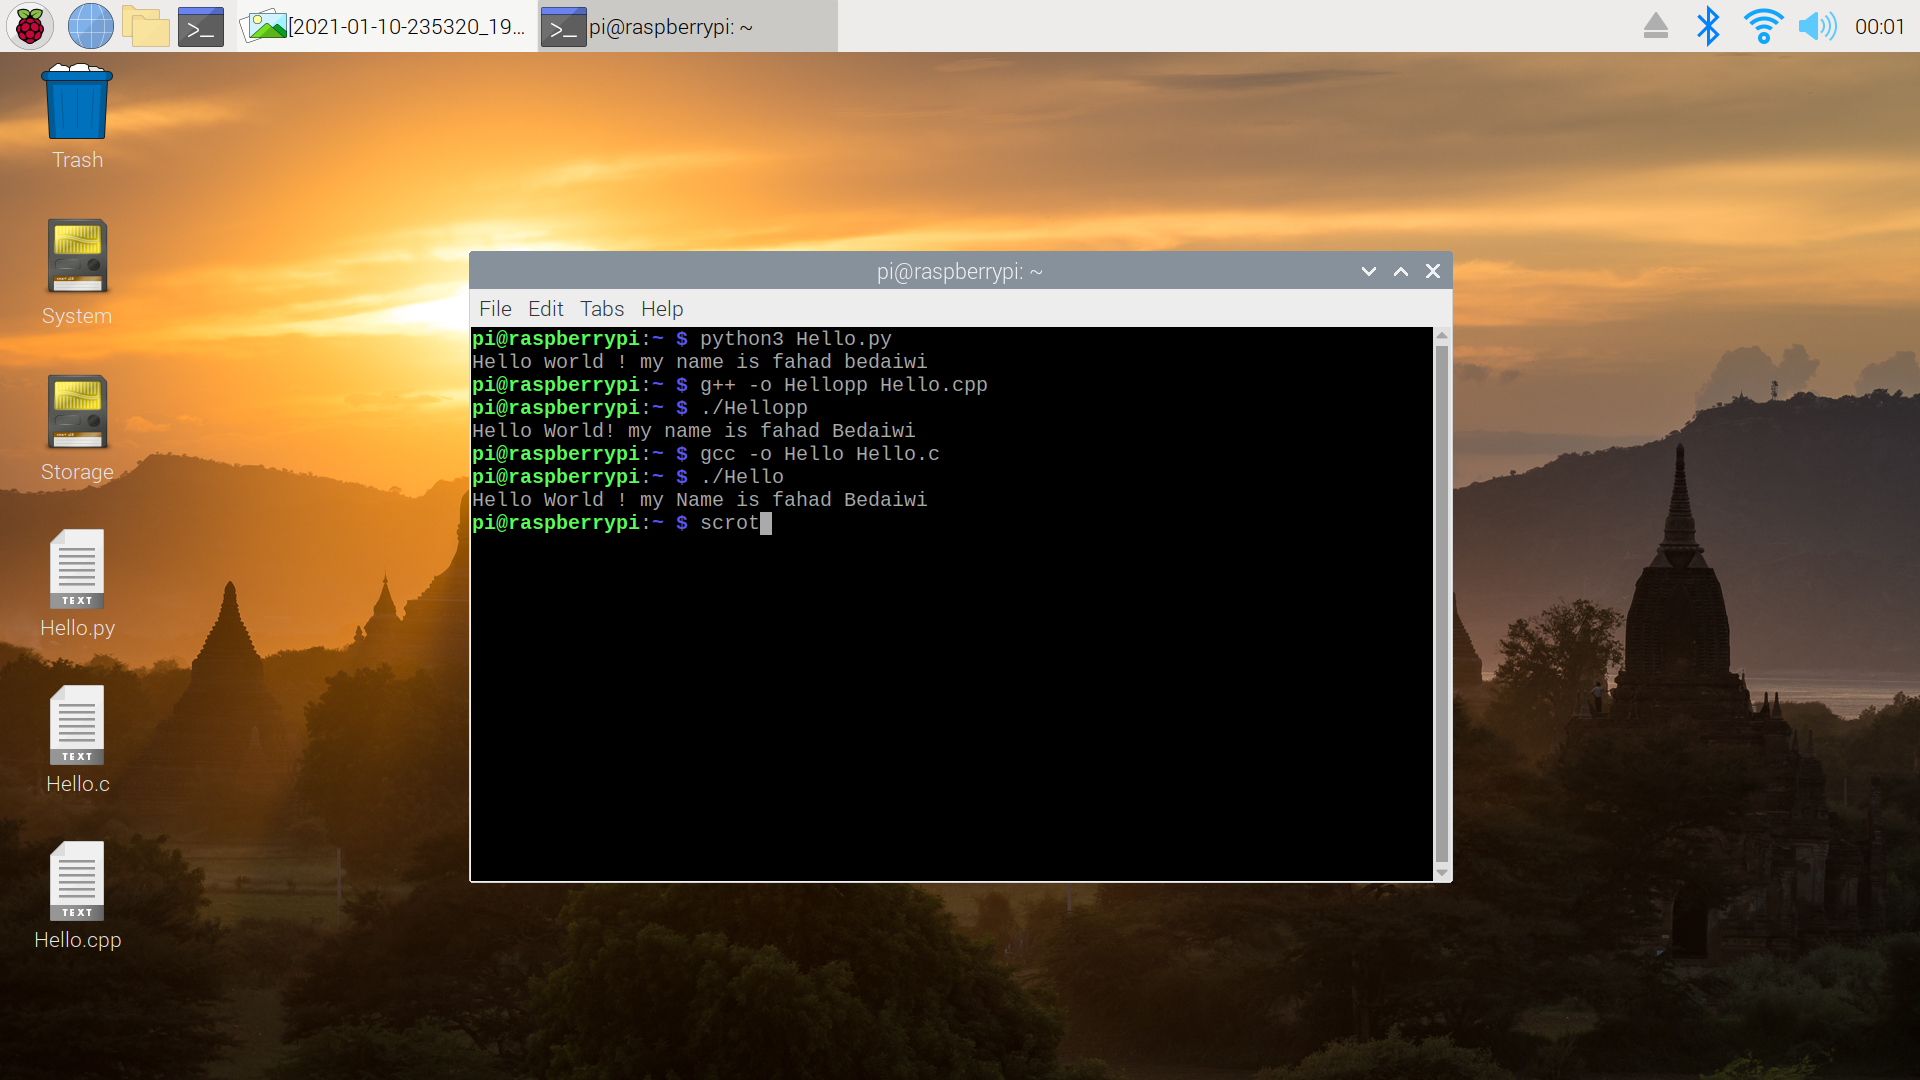 [2021-01-10-235320_19...
pi@raspberrypi: ~
00:01
Trash
System
Storage
TEXT
Hello.py
TEXT
Hello.c
TEXT
Hello.cpp
pi@raspberrypi: ~
File Edit Tabs Help
pi@raspberrypi:~ $ python3 Hello.py
Hello world ! my name is fahad bedaiwi
pi@raspberrypi:~ $ g++ -o Hellopp Hello.cpp
pi@raspberrypi:~ $ ./Hellopp
Hello World! my name is fahad Bedaiwi
pi@raspberrypi:~ $ gcc -o Hello Hello.c
pi@raspberrypi:~ $ ./Hello
Hello World ! my Name is fahad Bedaiwi
pi@raspberrypi:~ $ scrot